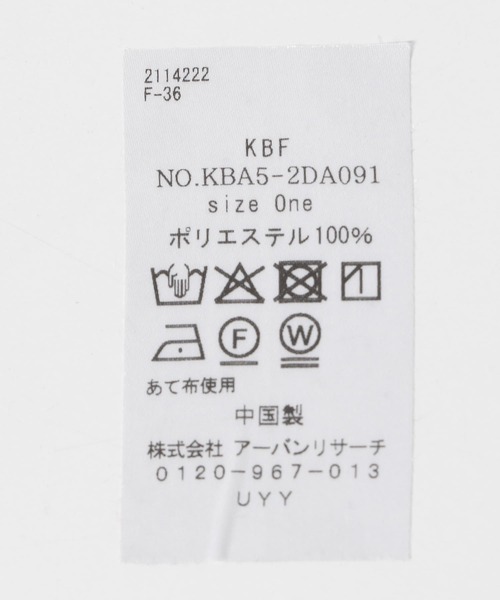 2114222
F-36
KBF
NO.KBA5-2DA091
size One
ポリエステル100%
F
W
あて布使用
中国製
株式会社 アーバンリサーチ
0120-967-013
UYY